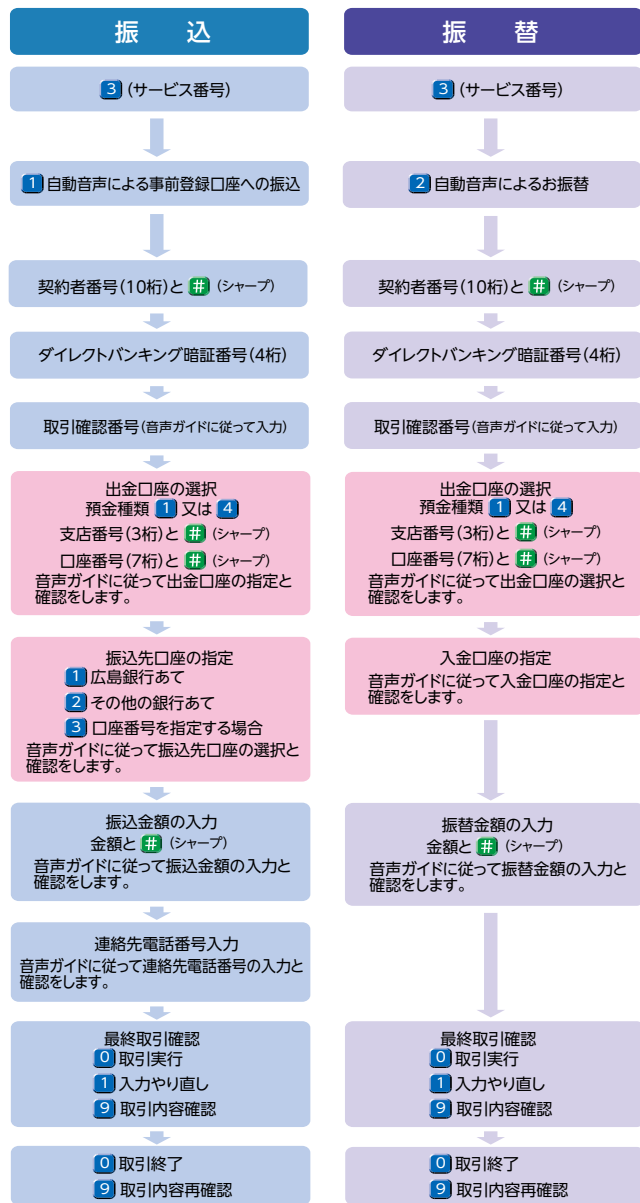 振 込
3 (サービス番号)
1 自動音声による事前登録口座への振込
契約者番号(10桁)と # (シャープ)
ダイレクトバンキング暗証番号(4桁)
取引確認番号(音声ガイドに従って入力)
出金口座の選択
預金種類 1 又は 4
支店番号(3桁)と # (シャープ)
口座番号(7桁)と # (シャープ)
音声ガイドに従って出金口座の指定と
確認をします。
振込先口座の指定
1 広島銀行あて
2 その他の銀行あて
3 口座番号を指定する場合
音声ガイドに従って振込先口座の選択と
確認をします。
振込金額の入力
金額と # (シャープ)
音声ガイドに従って振込金額の入力と
確認をします。
連絡先電話番号入力
音声ガイドに従って連絡先電話番号の入力と
確認をします。
最終取引確認
0 取引実行
1 入力やり直し
9 取引内容確認
0 取引終了
9 取引内容再確認
振 替
3 (サービス番号)
2 自動音声によるお振替
契約者番号(10桁)と # (シャープ)
ダイレクトバンキング暗証番号(4桁)
取引確認番号(音声ガイドに従って入力)
出金口座の選択
預金種類 1 又は 4
支店番号(3桁)と # (シャープ)
口座番号(7桁)と # (シャープ)
音声ガイドに従って出金口座の選択と
確認をします。
入金口座の指定
音声ガイドに従って入金口座の指定と
確認をします。
振替金額の入力
金額と # (シャープ)
音声ガイドに従って振替金額の入力と
確認をします。
最終取引確認
0 取引実行
1 入力やり直し
9 取引内容確認
0 取引終了
9 取引内容再確認